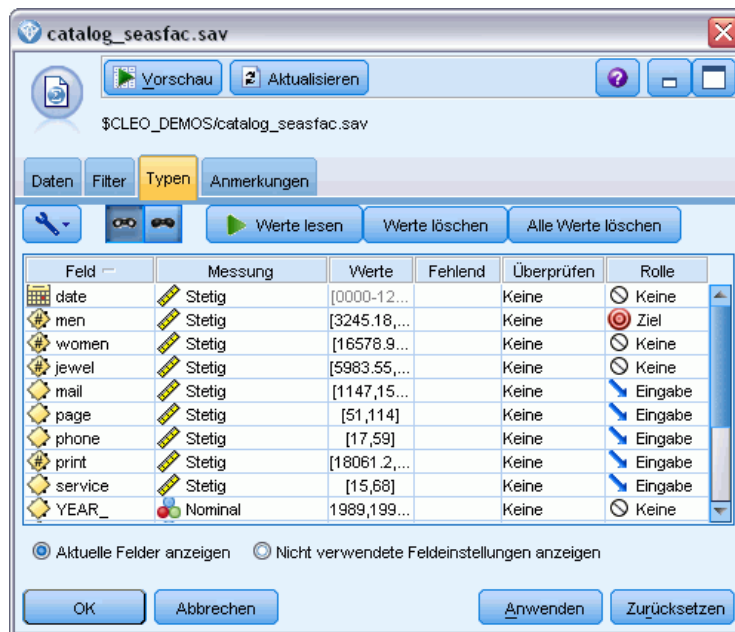 catalog_seasfac.sav
Vorschau Aktualisieren
$CLEO_DEMOS/catalog_seasfac.sav
Daten Filter Typen Anmerkungen
Werte lesen Werte löschen Alle Werte löschen
Feld Messung Werte Fehlend Überprüfen Rolle
date Stetig [0000-12... Keine Keine
men Stetig [3245.18,... Keine Ziel
women Stetig [16578.9... Keine Keine
jewel Stetig [5983.55,... Keine Keine
mail Stetig [1147,15... Keine Eingabe
page Stetig [51,114] Keine Eingabe
phone Stetig [17,59] Keine Eingabe
print Stetig [18061.2,... Keine Eingabe
service Stetig [15,68] Keine Eingabe
YEAR_ Nominal 1989,199... Keine Keine
Aktuelle Felder anzeigen Nicht verwendete Feldeinstellungen anzeigen
OK Abbrechen Anwenden Zurücksetzen